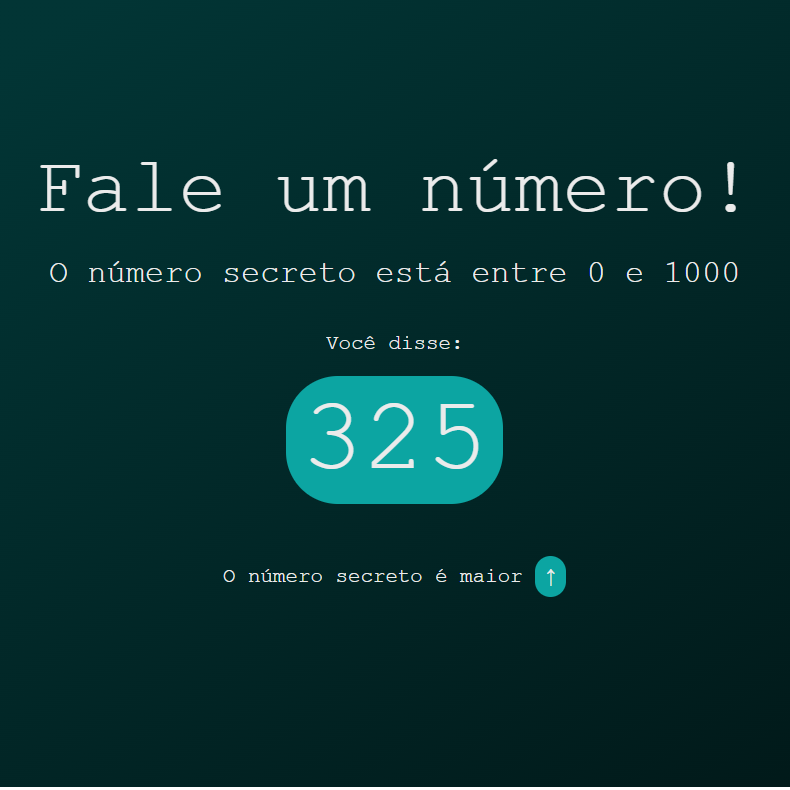 Fale um número!
O número secreto está entre 0 e 1000
Você disse:
325
O número secreto é maior ↑